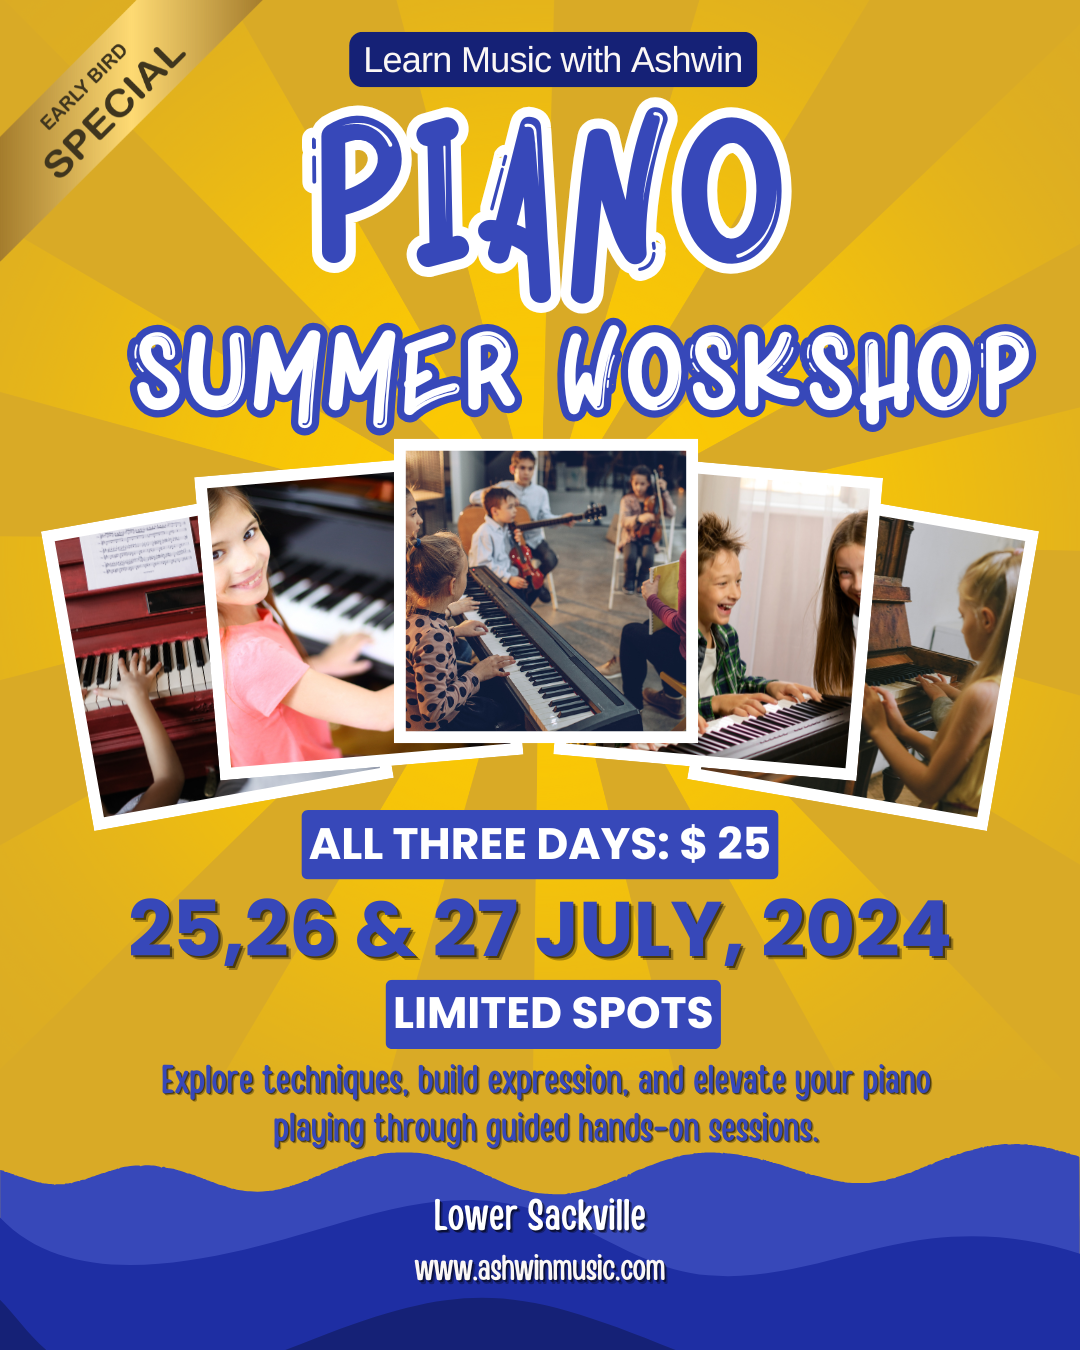 EARLY BIRD
SPECIAL
Learn Music with Ashwin
PIANO
SUMMER WOSKSHOP
ALL THREE DAYS: $ 25
25,26 & 27 JULY, 2024
LIMITED SPOTS
Explore techniques, build expression, and elevate your piano
playing through guided hands-on sessions.
Lower Sackville
www.ashwinmusic.com